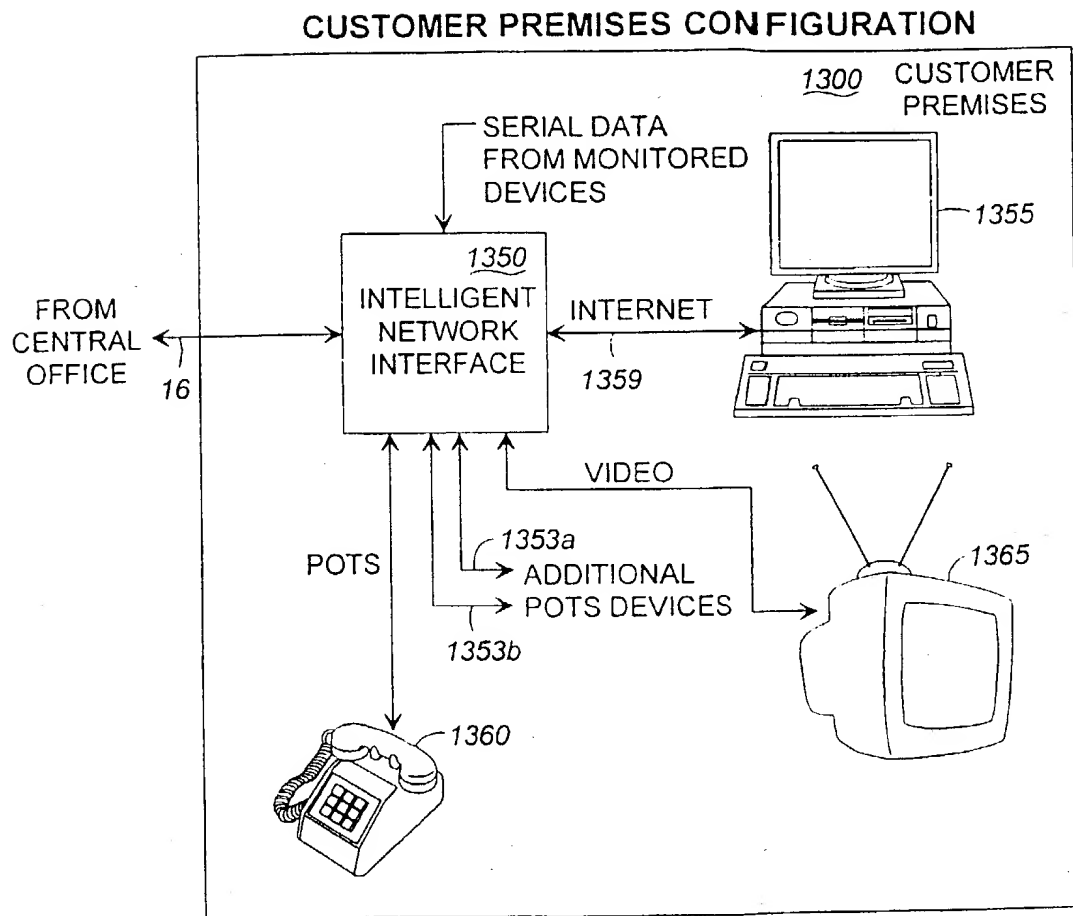 CUSTOMER PREMISES CONFIGURATION
1300
CUSTOMER
PREMISES
SERIAL DATA
FROM MONITORED
DEVICES
1355
1350
INTELLIGENT
NETWORK
INTERFACE
FROM
CENTRAL
OFFICE
16
INTERNET
1359
VIDEO
POTS
1353a
ADDITIONAL
POTS DEVICES
1353b
1365
1360